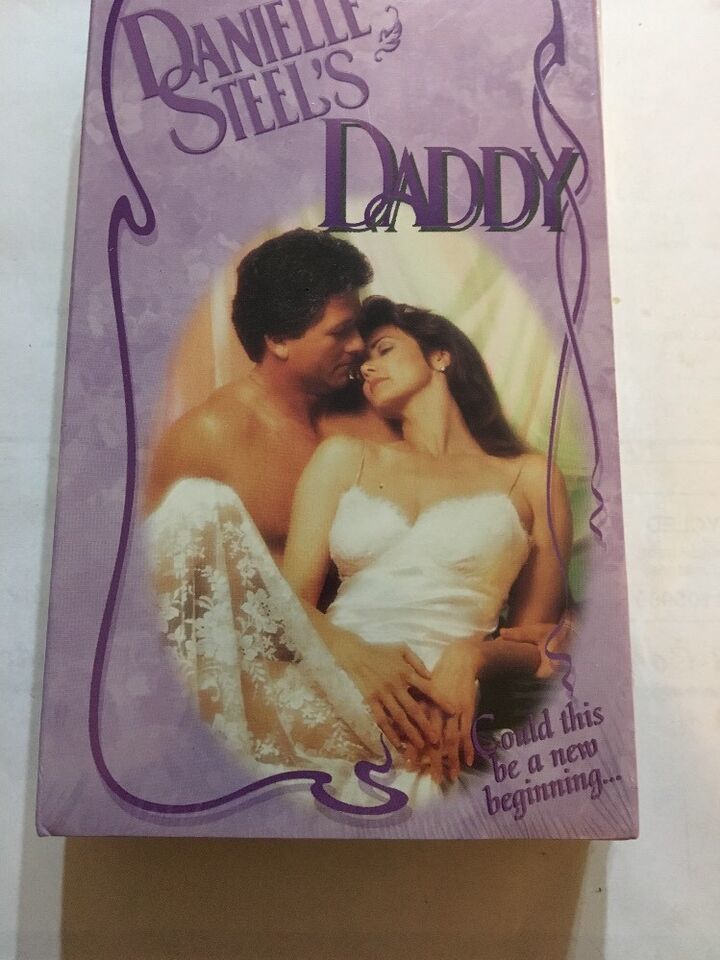 DANIELLE
STEEL'S
DADDY
Could this
be a new
beginning...